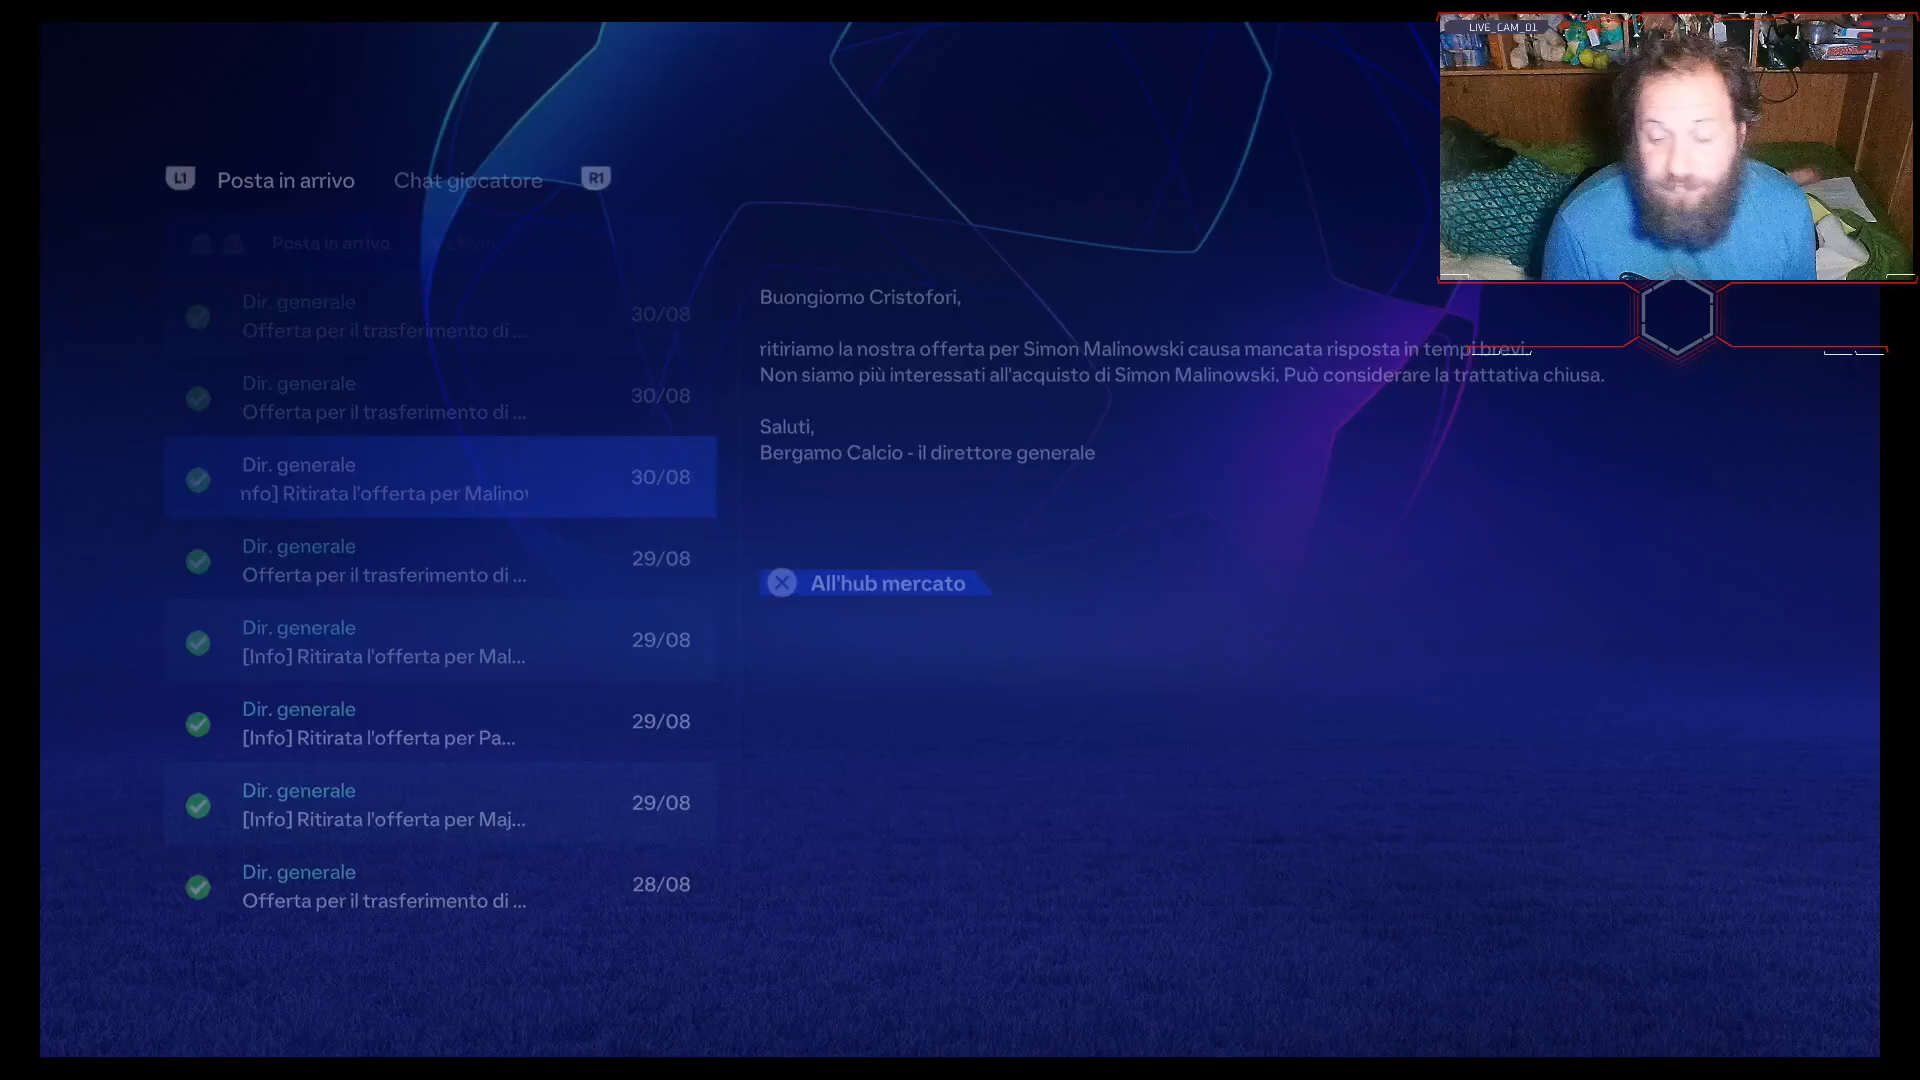 LIVE_CAM_01
L1 Posta in arrivo Chat giocatore R1
Posta in arrivo
Dir. generale
Offerta per il trasferimento di ...
30/08
Dir. generale
Offerta per il trasferimento di ...
30/08
Dir. generale
nfo] Ritirata l'offerta per Malino
30/08
Dir. generale
Offerta per il trasferimento di ...
29/08
Dir. generale
[Info] Ritirata l'offerta per Mal...
29/08
Dir. generale
[Info] Ritirata l'offerta per Pa...
29/08
Dir. generale
[Info] Ritirata l'offerta per Maj...
29/08
Dir. generale
Offerta per il trasferimento di ...
28/08
Buongiorno Cristofori,
ritiriamo la nostra offerta per Simon Malinowski causa mancata risposta in tempi brevi.
Non siamo più interessati all'acquisto di Simon Malinowski. Può considerare la trattativa chiusa.
Saluti,
Bergamo Calcio - il direttore generale
All'hub mercato